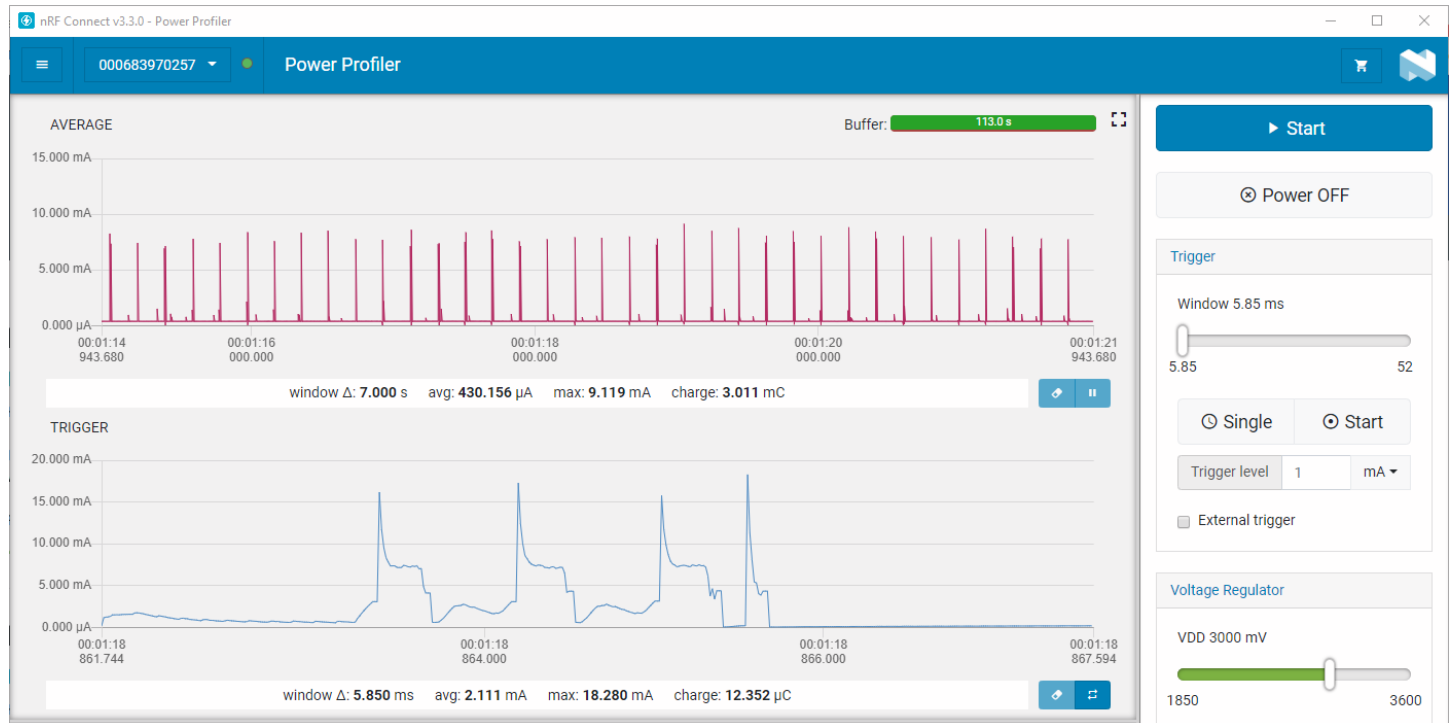 nRF Connect v3.3.0 - Power Profiler
000683970257
Power Profiler
AVERAGE
Buffer:
113.0 s
15.000 mA
10.000 mA
5.000 mA
0.000 µA
00:01:14
943.680
00:01:16
000.000
00:01:18
000.000
00:01:20
000.000
00:01:21
943.680
window Δ: 7.000 s avg: 430.156 µA max: 9.119 mA charge: 3.011 mC
TRIGGER
20.000 mA
15.000 mA
10.000 mA
5.000 mA
0.000 µA
00:01:18
861.744
00:01:18
864.000
00:01:18
866.000
00:01:18
867.594
window Δ: 5.850 ms avg: 2.111 mA max: 18.280 mA charge: 12.352 µC
Start
Power OFF
Trigger
Window 5.85 ms
5.85 52
Single Start
Trigger level 1 mA
External trigger
Voltage Regulator
VDD 3000 mV
1850 3600